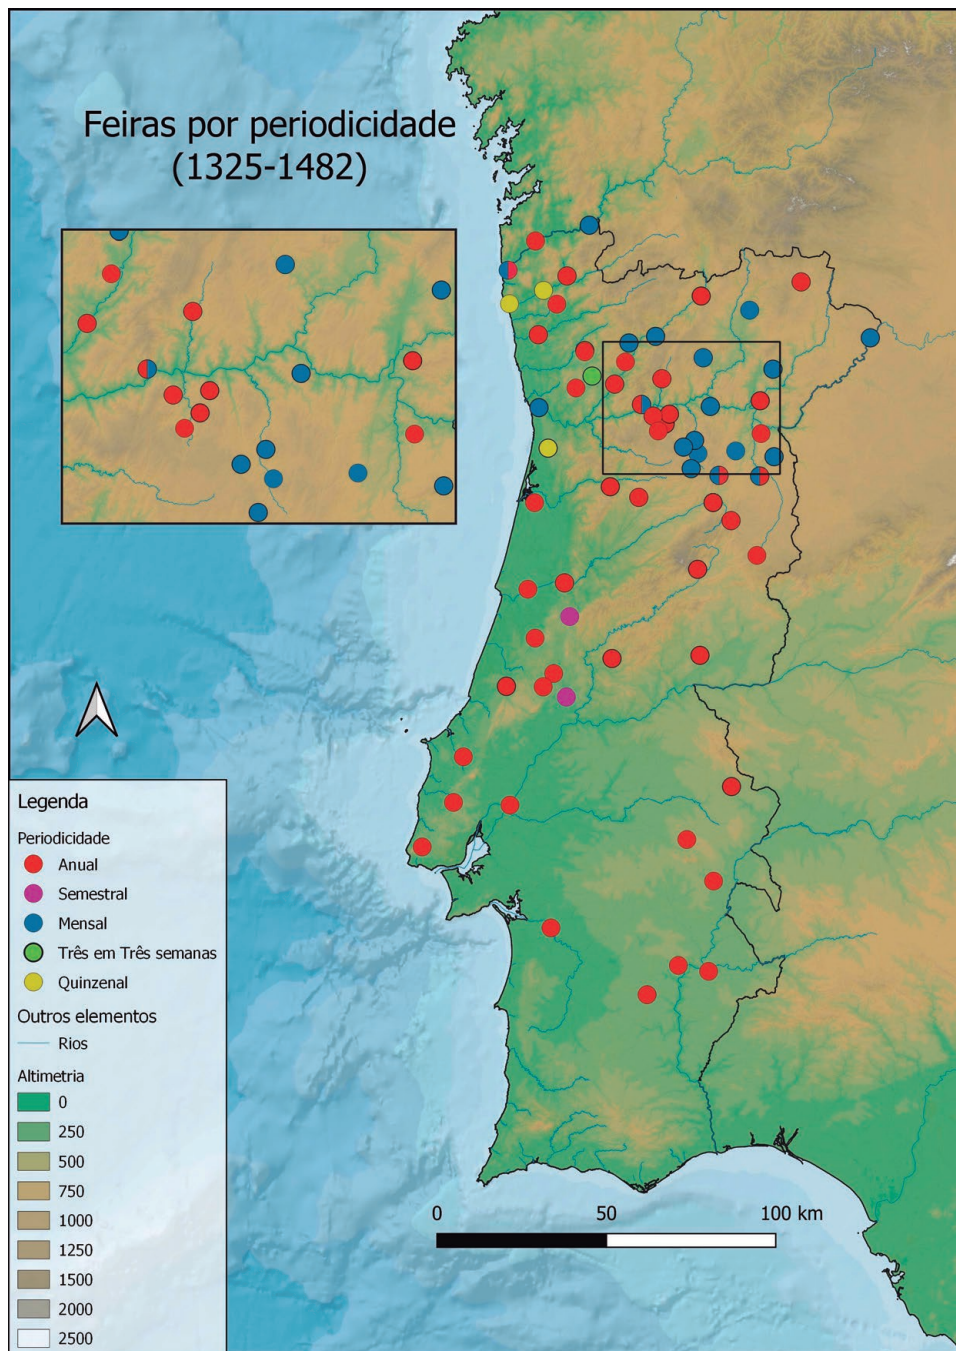 Feiras por periodicidade
(1325-1482)
Legenda
Periodicidade
Anual
Semestral
Mensal
Três em Três semanas
Quinzenal
Outros elementos
Rios
Altimetria
0
250
500
750
1000
1250
1500
2000
2500
0 50 100 km